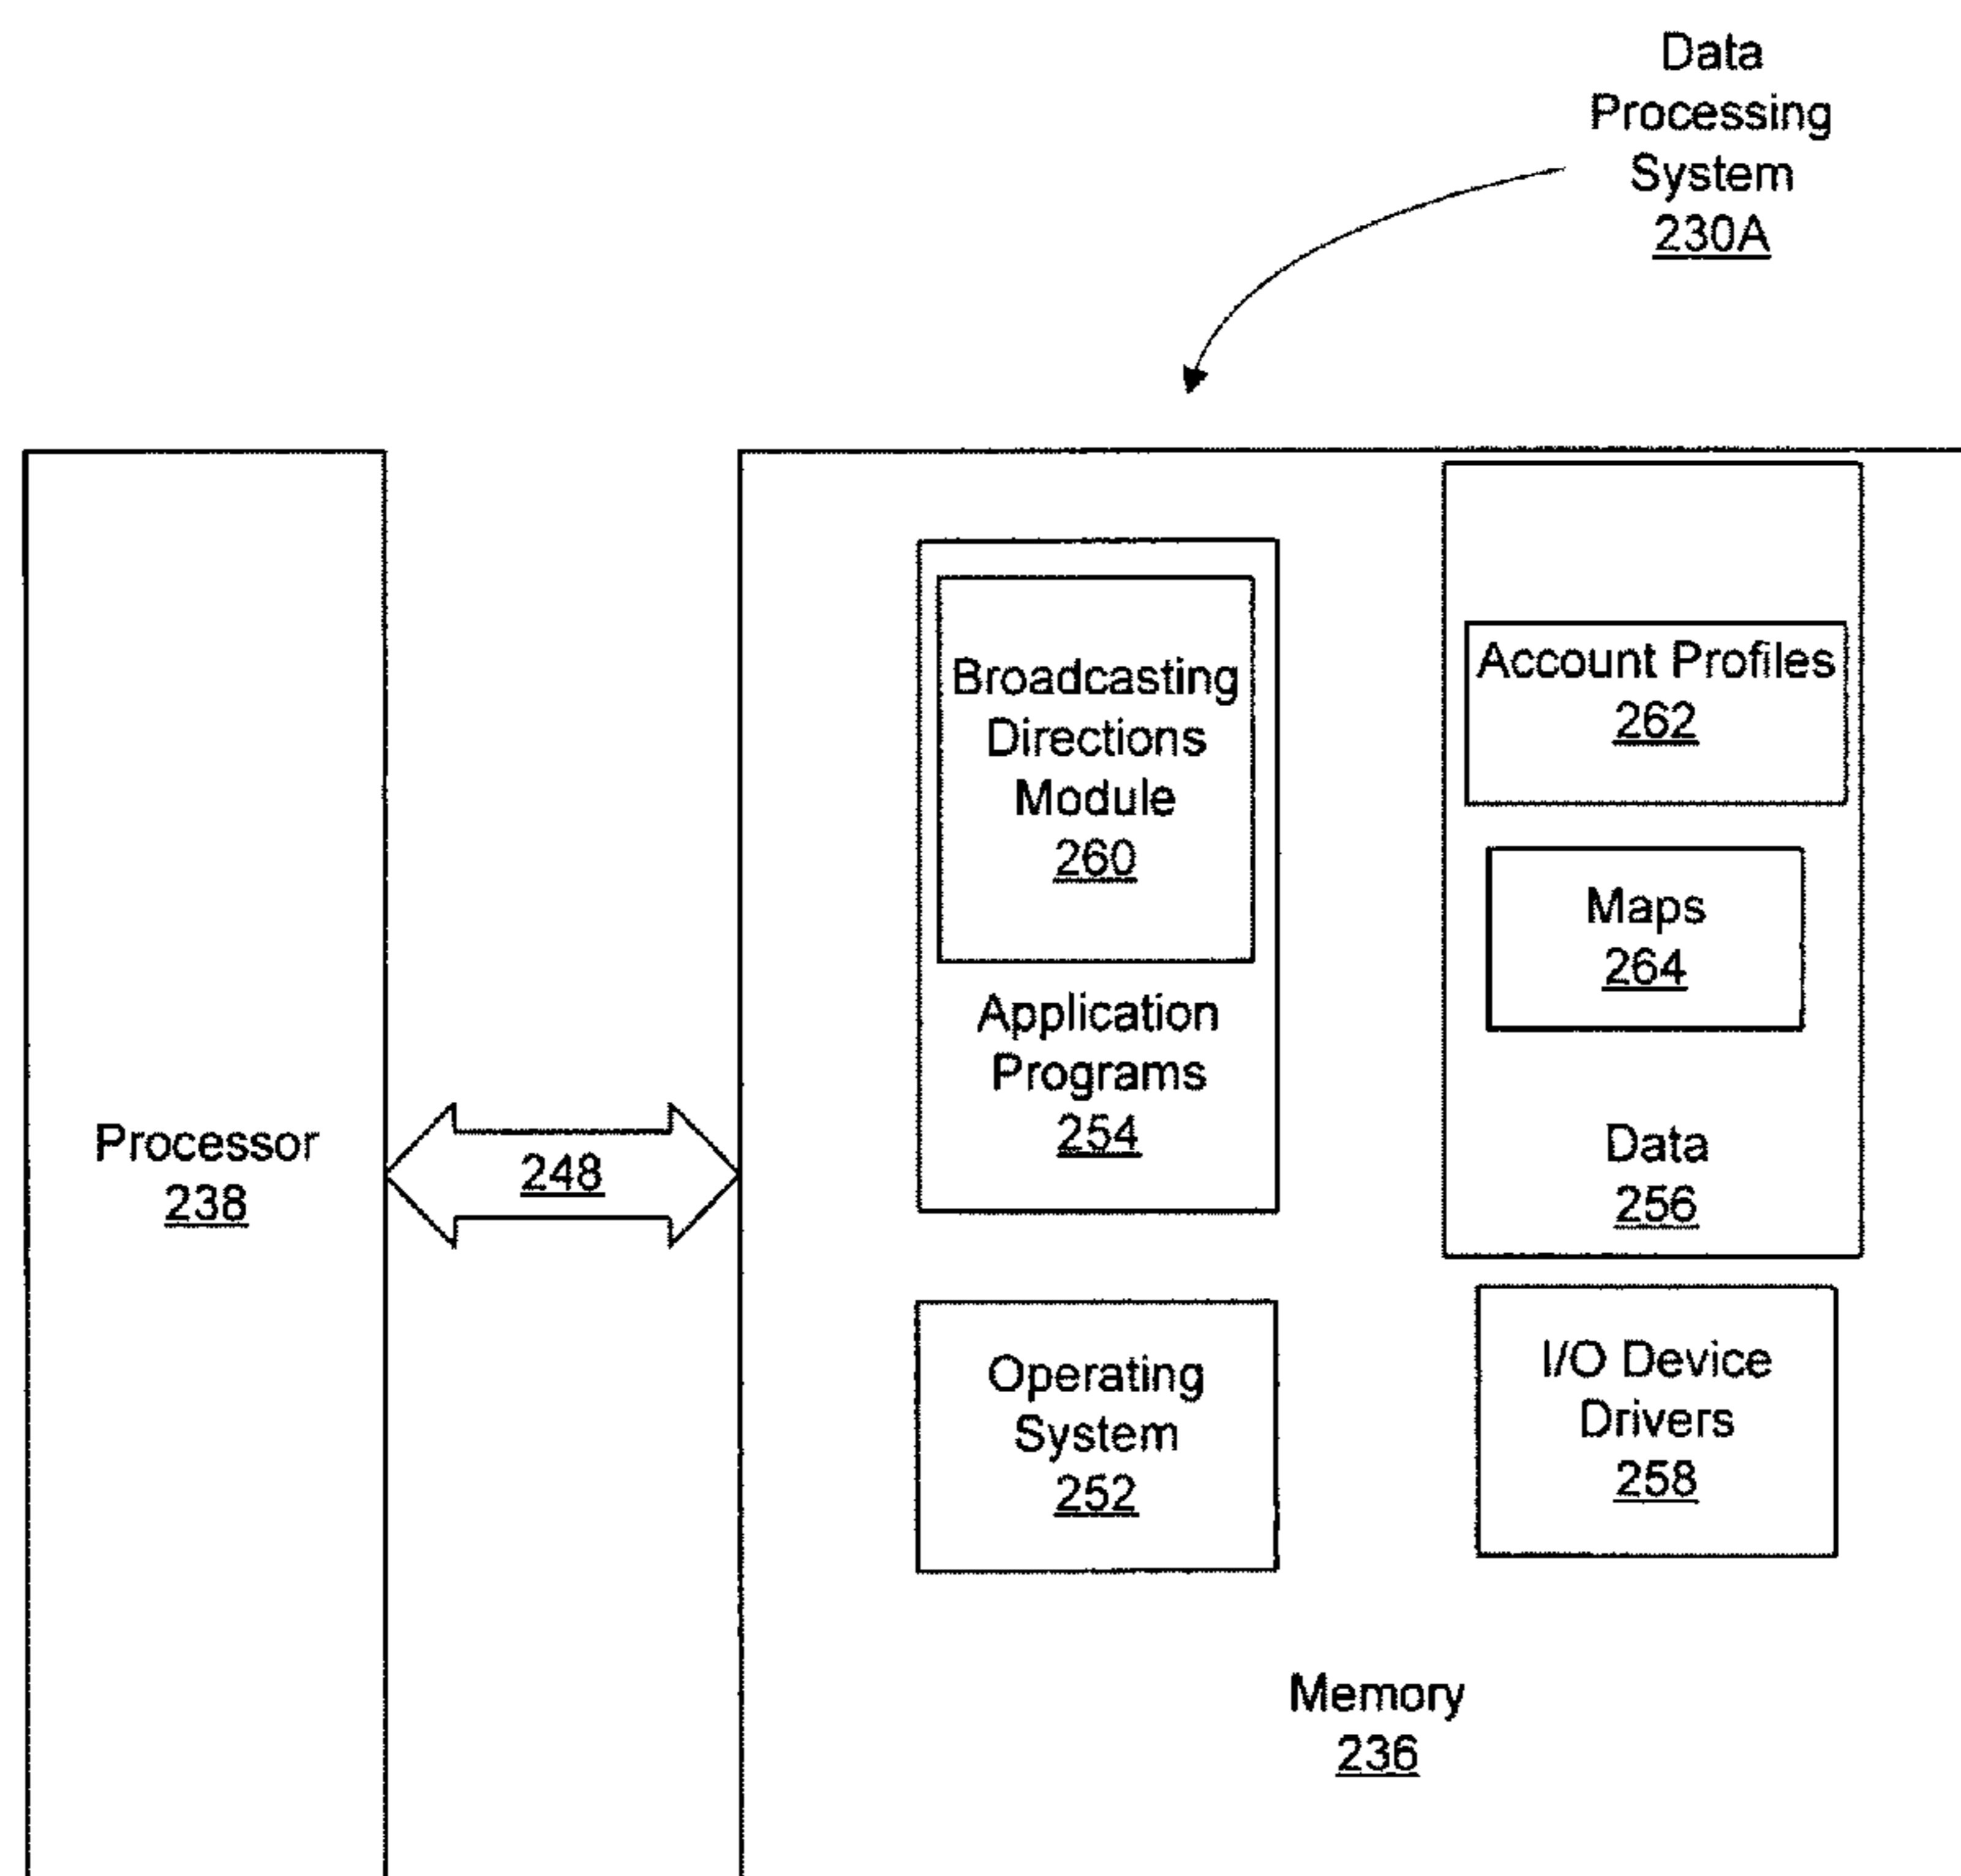 Data
Processing
System
230A
Processor
238
248
Broadcasting
Directions
Module
260
Application
Programs
254
Account Profiles
262
Maps
264
Data
256
Operating
System
252
I/O Device
Drivers
258
Memory
236